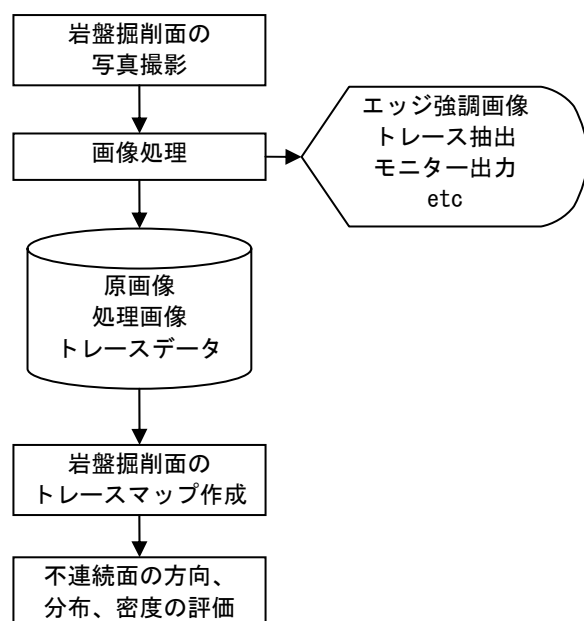 岩盤掘削面の
写真撮影
画像処理
エッジ強調画像
トレース抽出
モニター出力
etc
原画像
処理画像
トレースデータ
岩盤掘削面の
トレースマップ作成
不連続面の方向、
分布、密度の評価